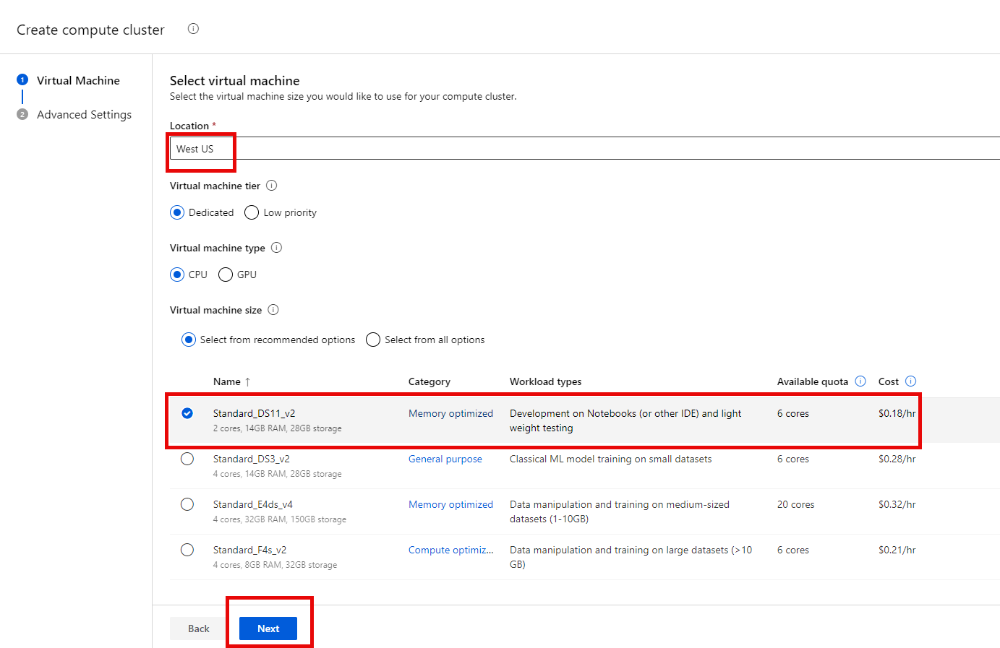 Create compute cluster
1 Virtual Machine
2 Advanced Settings
Select virtual machine
Select the virtual machine size you would like to use for your compute cluster.
Location *
West US
Virtual machine tier
Dedicated Low priority
Virtual machine type
CPU GPU
Virtual machine size
Select from recommended options Select from all options
Name ↑ Category Workload types Available quota Cost
Standard_DS11_v2 Memory optimized Development on Notebooks (or other IDE) and light 6 cores $0.18/hr
2 cores, 14GB RAM, 28GB storage weight testing
Standard_DS3_v2 General purpose Classical ML model training on small datasets 6 cores $0.28/hr
4 cores, 14GB RAM, 28GB storage
Standard_E4ds_v4 Memory optimized Data manipulation and training on medium-sized 20 cores $0.32/hr
4 cores, 32GB RAM, 150GB storage datasets (1-10GB)
Standard_F4s_v2 Compute optimiz... Data manipulation and training on large datasets (>10 6 cores $0.21/hr
4 cores, 8GB RAM, 32GB storage GB)
Back Next